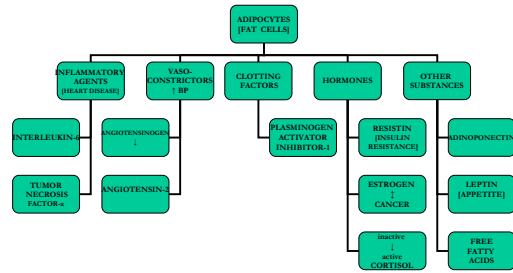 ADIPOCYTES
[FAT CELLS]
INFLAMMATORY
AGENTS
[HEART DISEASE]
VASO-
CONSTRICTORS
↑ BP
CLOTTING
FACTORS
HORMONES
OTHER
SUBSTANCES
INTERLEUKIN-6
ANGIOTENSINOGEN
↓
PLASMINOGEN
ACTIVATOR
INHIBITOR-1
RESISTIN
[INSULIN
RESISTANCE]
ADINOPONECTIN
TUMOR
NECROSIS
FACTOR-α
ANGIOTENSIN-2
ESTROGEN
↕
CANCER
LEPTIN
[APPETITE]
inactive
↓
active
CORTISOL
FREE
FATTY
ACIDS